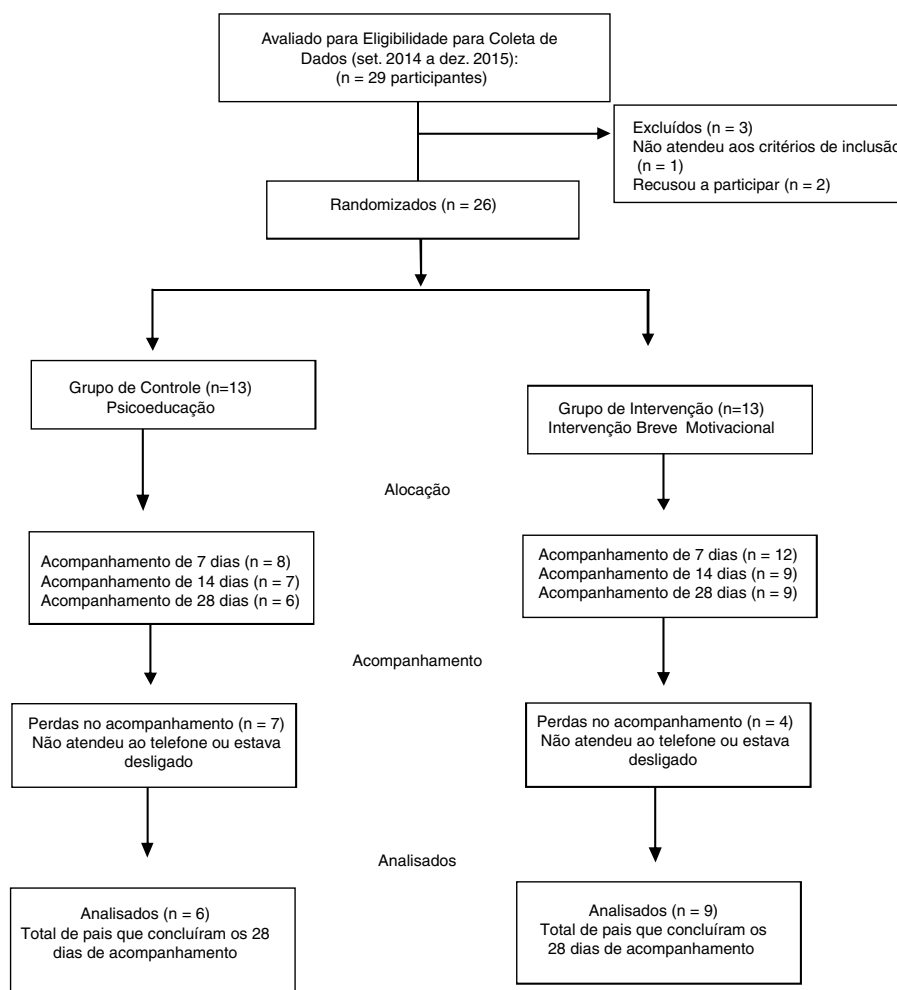 Avaliado para Eligibilidade para Coleta de
Dados (set. 2014 a dez. 2015):
(n = 29 participantes)
Excluídos (n = 3)
Não atendeu aos critérios de inclusão
(n = 1)
Recusou a participar (n = 2)
Randomizados (n = 26)
Grupo de Controle (n=13)
Psicoeducação
Grupo de Intervenção (n=13)
Intervenção Breve Motivacional
Alocação
Acompanhamento de 7 dias (n = 8)
Acompanhamento de 14 dias (n = 7)
Acompanhamento de 28 dias (n = 6)
Acompanhamento de 7 dias (n = 12)
Acompanhamento de 14 dias (n = 9)
Acompanhamento de 28 dias (n = 9)
Acompanhamento
Perdas no acompanhamento (n = 7)
Não atendeu ao telefone ou estava
desligado
Perdas no acompanhamento (n = 4)
Não atendeu ao telefone ou estava
desligado
Analisados
Analisados (n = 6)
Total de pais que concluíram os 28
dias de acompanhamento
Analisados (n = 9)
Total de pais que concluíram os
28 dias de acompanhamento